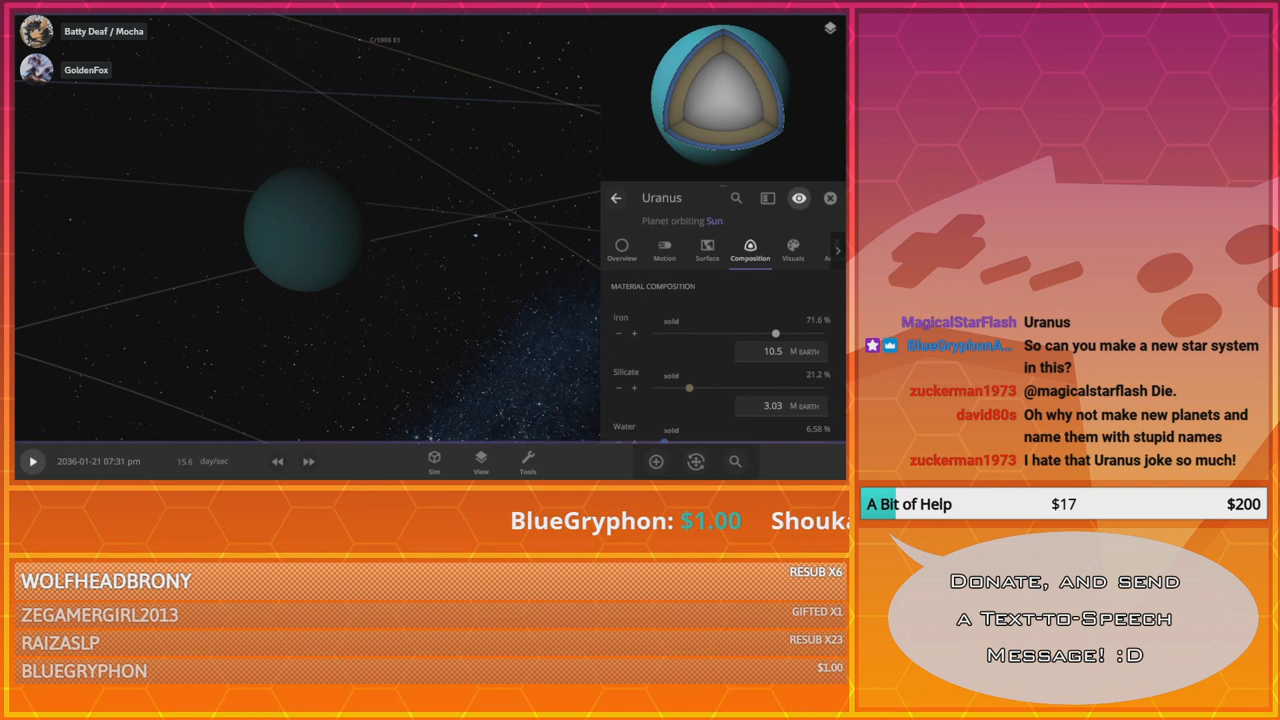 Batty Deaf / Mocha
GoldenFox
C/1906 E1
Uranus
Planet orbiting Sun
Overview Motion Surface Composition Visuals
MATERIAL COMPOSITION
Iron solid 71.6 %
10.5 M EARTH
Silicate solid 21.2 %
3.03 M EARTH
Water solid 6.58 %
2036-01-21 07:31 pm 15.6 day/sec
Sim View Tools
MagicalStarFlash Uranus
BlueGryphonA... So can you make a new star system
in this?
zuckerman1973 @magicalstarflash Die.
david80s Oh why not make new planets and
name them with stupid names
zuckerman1973 I hate that Uranus joke so much!
A Bit of Help $17 $200
BlueGryphon: $1.00 Shouka
WOLFHEADBRONY RESUB X6
ZEGAMERGIRL2013 GIFTED X1
RAIZASLP RESUB X23
BLUEGRYPHON $1.00
Donate, and send
a Text-to-Speech
Message! :D